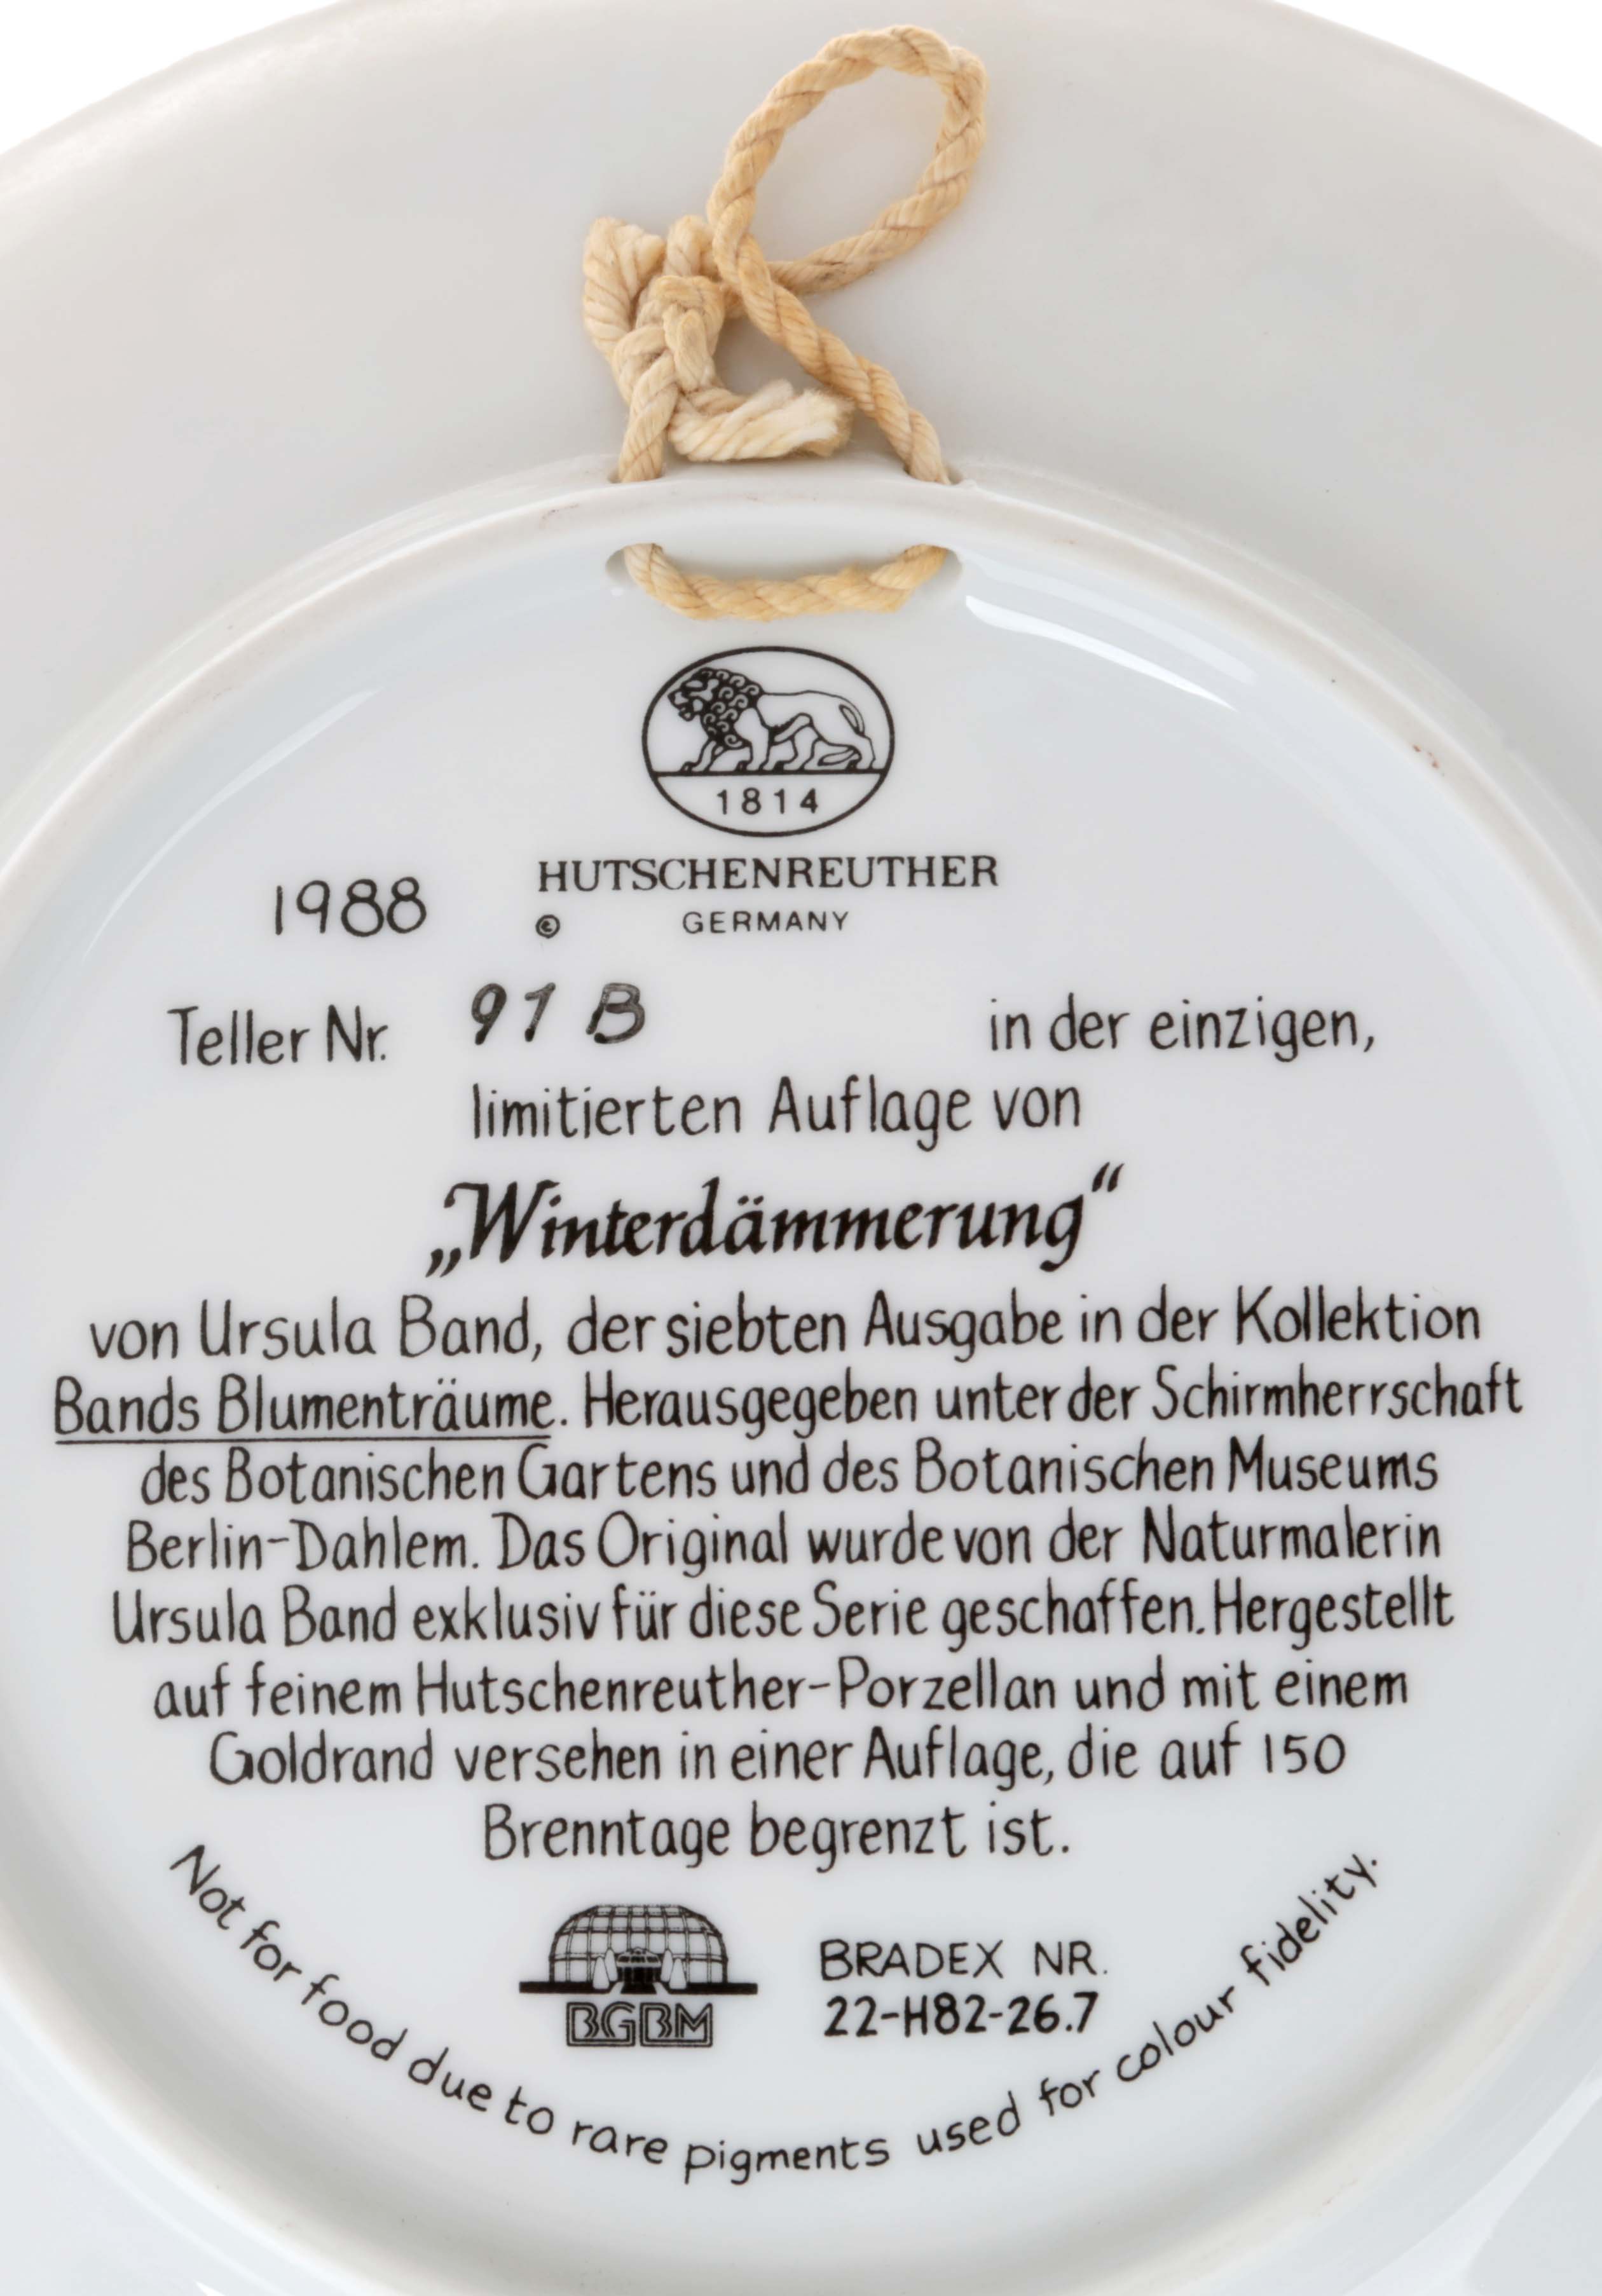 1814
HUTSCHENREUTHER
1988 © GERMANY
Teller Nr. 91 B in der einzigen,
limitierten Auflage von
„Winterdämmerung“
von Ursula Band, der siebten Ausgabe in der Kollektion
Bands Blumenträume. Herausgegeben unter der Schirmherrschaft
des Botanischen Gartens und des Botanischen Museums
Berlin-Dahlem. Das Original wurde von der Naturmalerin
Ursula Band exklusiv für diese Serie geschaffen. Hergestellt
auf feinem Hutschenreuther-Porzellan und mit einem
Goldrand versehen in einer Auflage, die auf 150
Brenntage begrenzt ist.
BGBM
BRADEX NR.
22-H82-26.7
Not for food due to rare pigments used for colour fidelity.